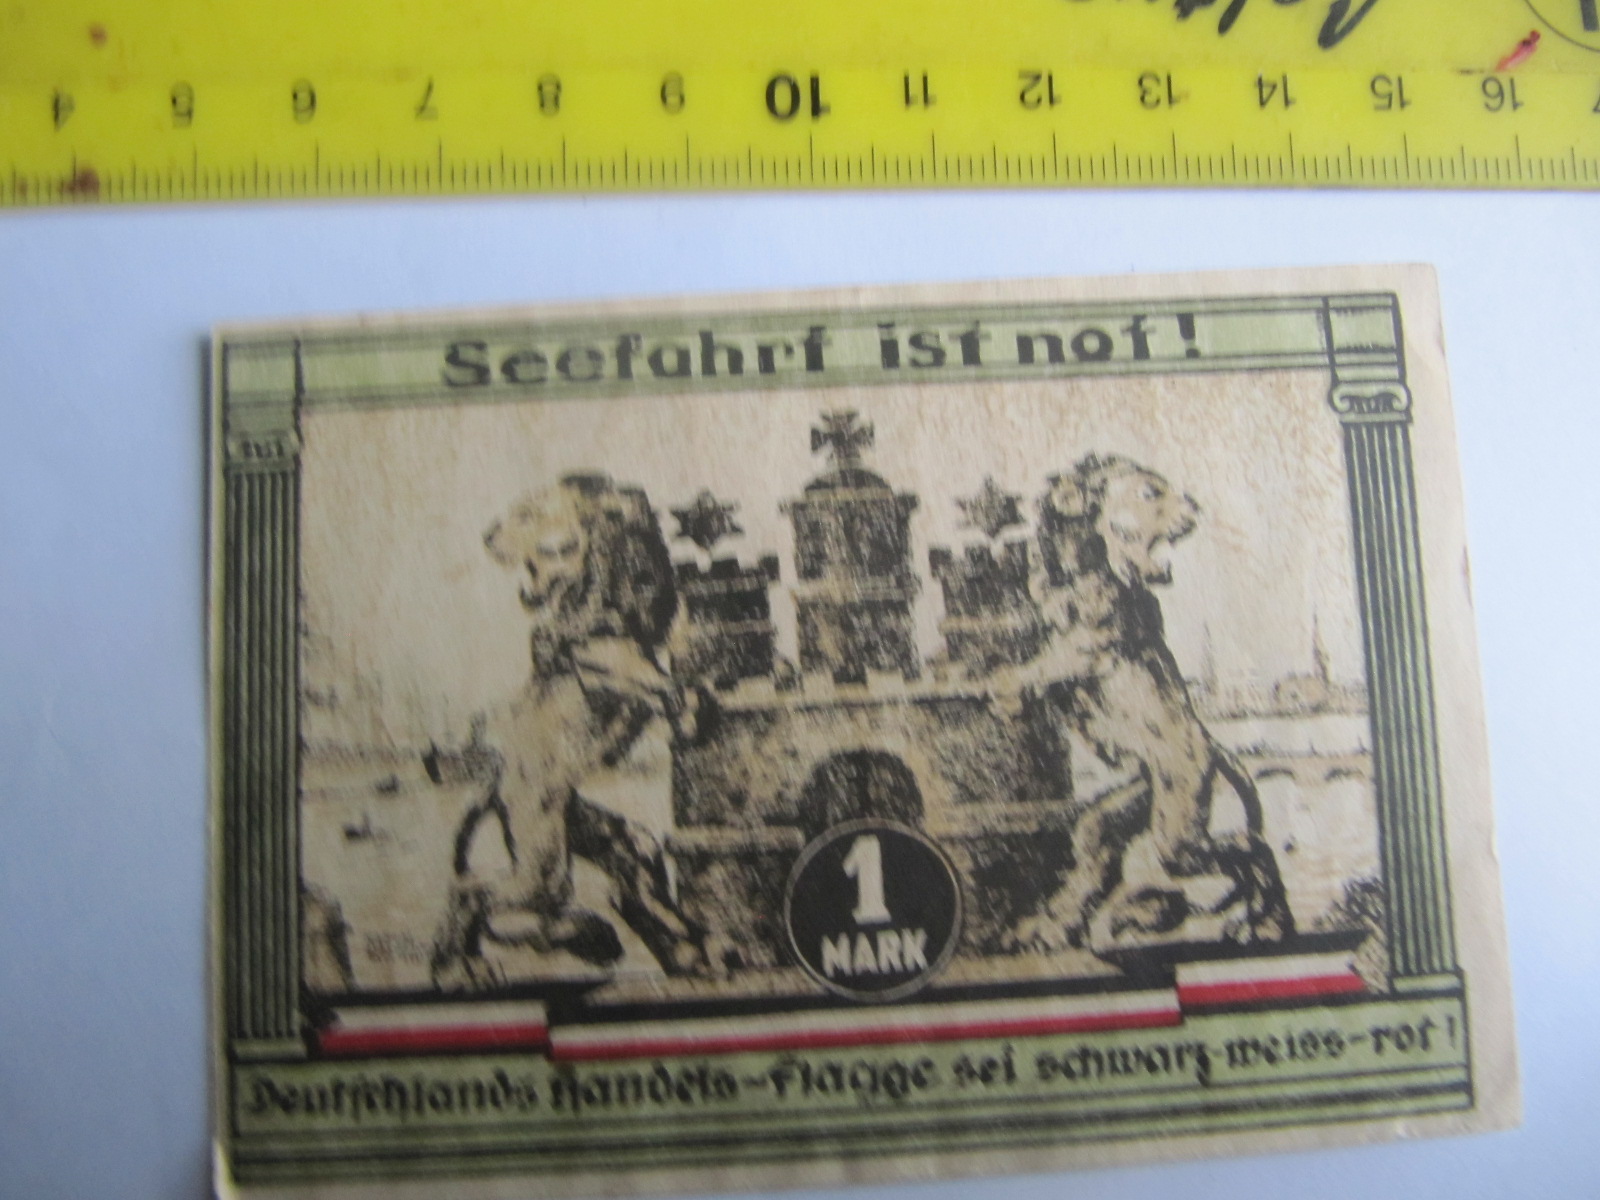 4 5 6 7 8 9 10 11 12 13 14 15 16
Seefahrt ist not!
1
MARK
Deutschlands Handels-Flagge sei schwarz-weiss-rot!